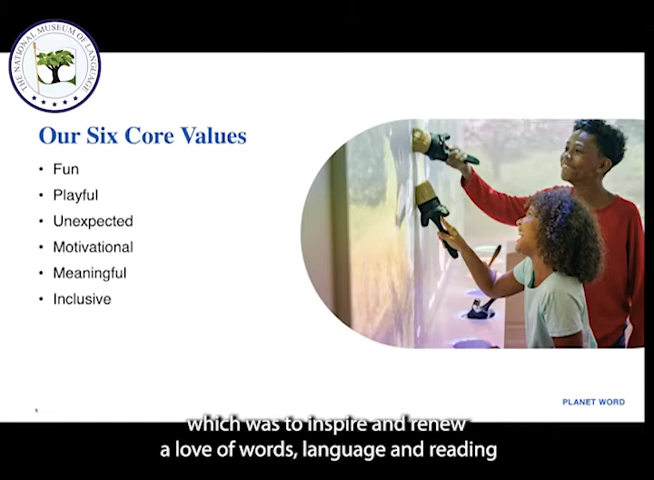 THE NATIONAL MUSEUM OF LANGUAGE
Our Six Core Values
• Fun
• Playful
• Unexpected
• Motivational
• Meaningful
• Inclusive
PLANET WORD
which was to inspire and renew
a love of words, language and reading